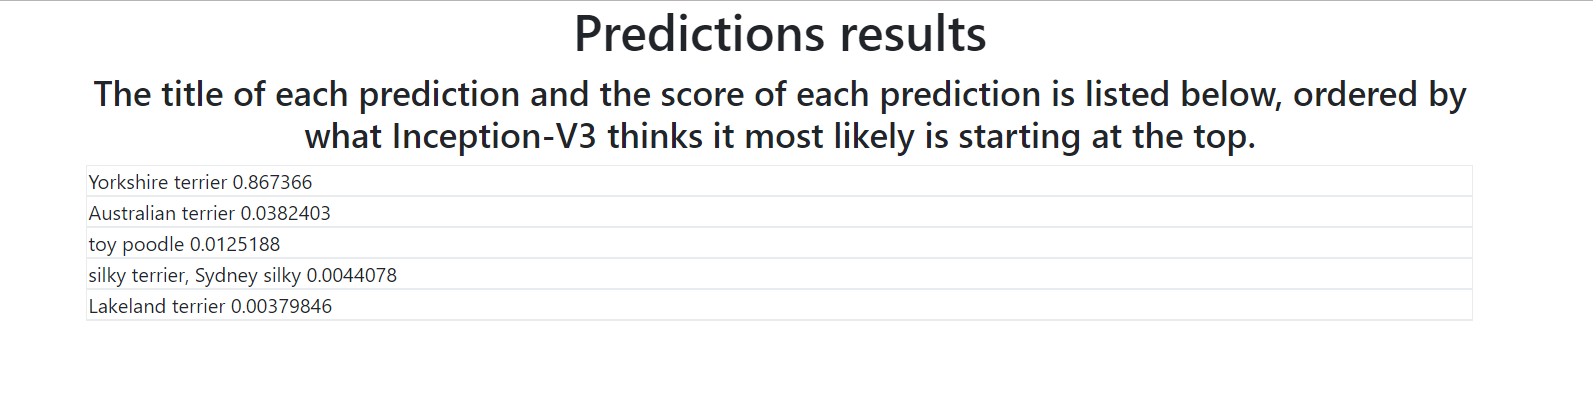 Predictions results
The title of each prediction and the score of each prediction is listed below, ordered by
what Inception-V3 thinks it most likely is starting at the top.
Yorkshire terrier 0.867366
Australian terrier 0.0382403
toy poodle 0.0125188
silky terrier, Sydney silky 0.0044078
Lakeland terrier 0.00379846